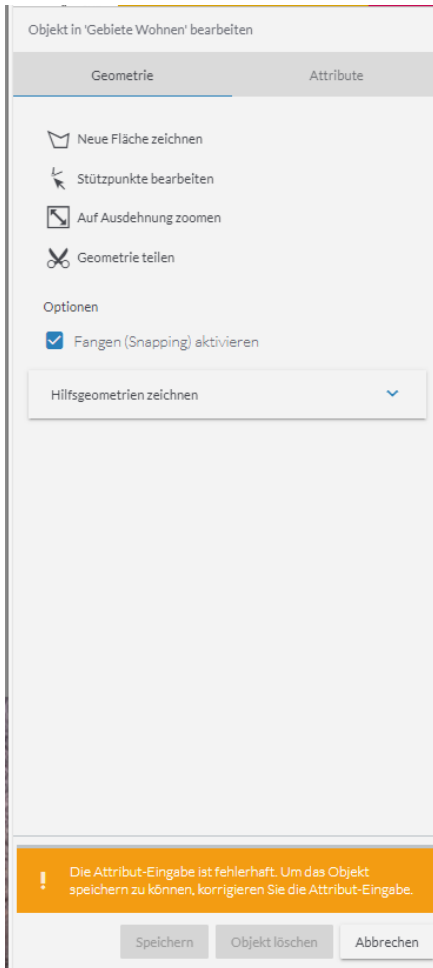 Objekt in 'Gebiete Wohnen' bearbeiten
Geometrie Attribute
Neue Fläche zeichnen
Stützpunkte bearbeiten
Auf Ausdehnung zoomen
Geometrie teilen
Optionen
Fangen (Snapping) aktivieren
Hilfsgeometrien zeichnen
Die Attribut-Eingabe ist fehlerhaft. Um das Objekt
speichern zu können, korrigieren Sie die Attribut-Eingabe.
Speichern Objekt löschen Abbrechen